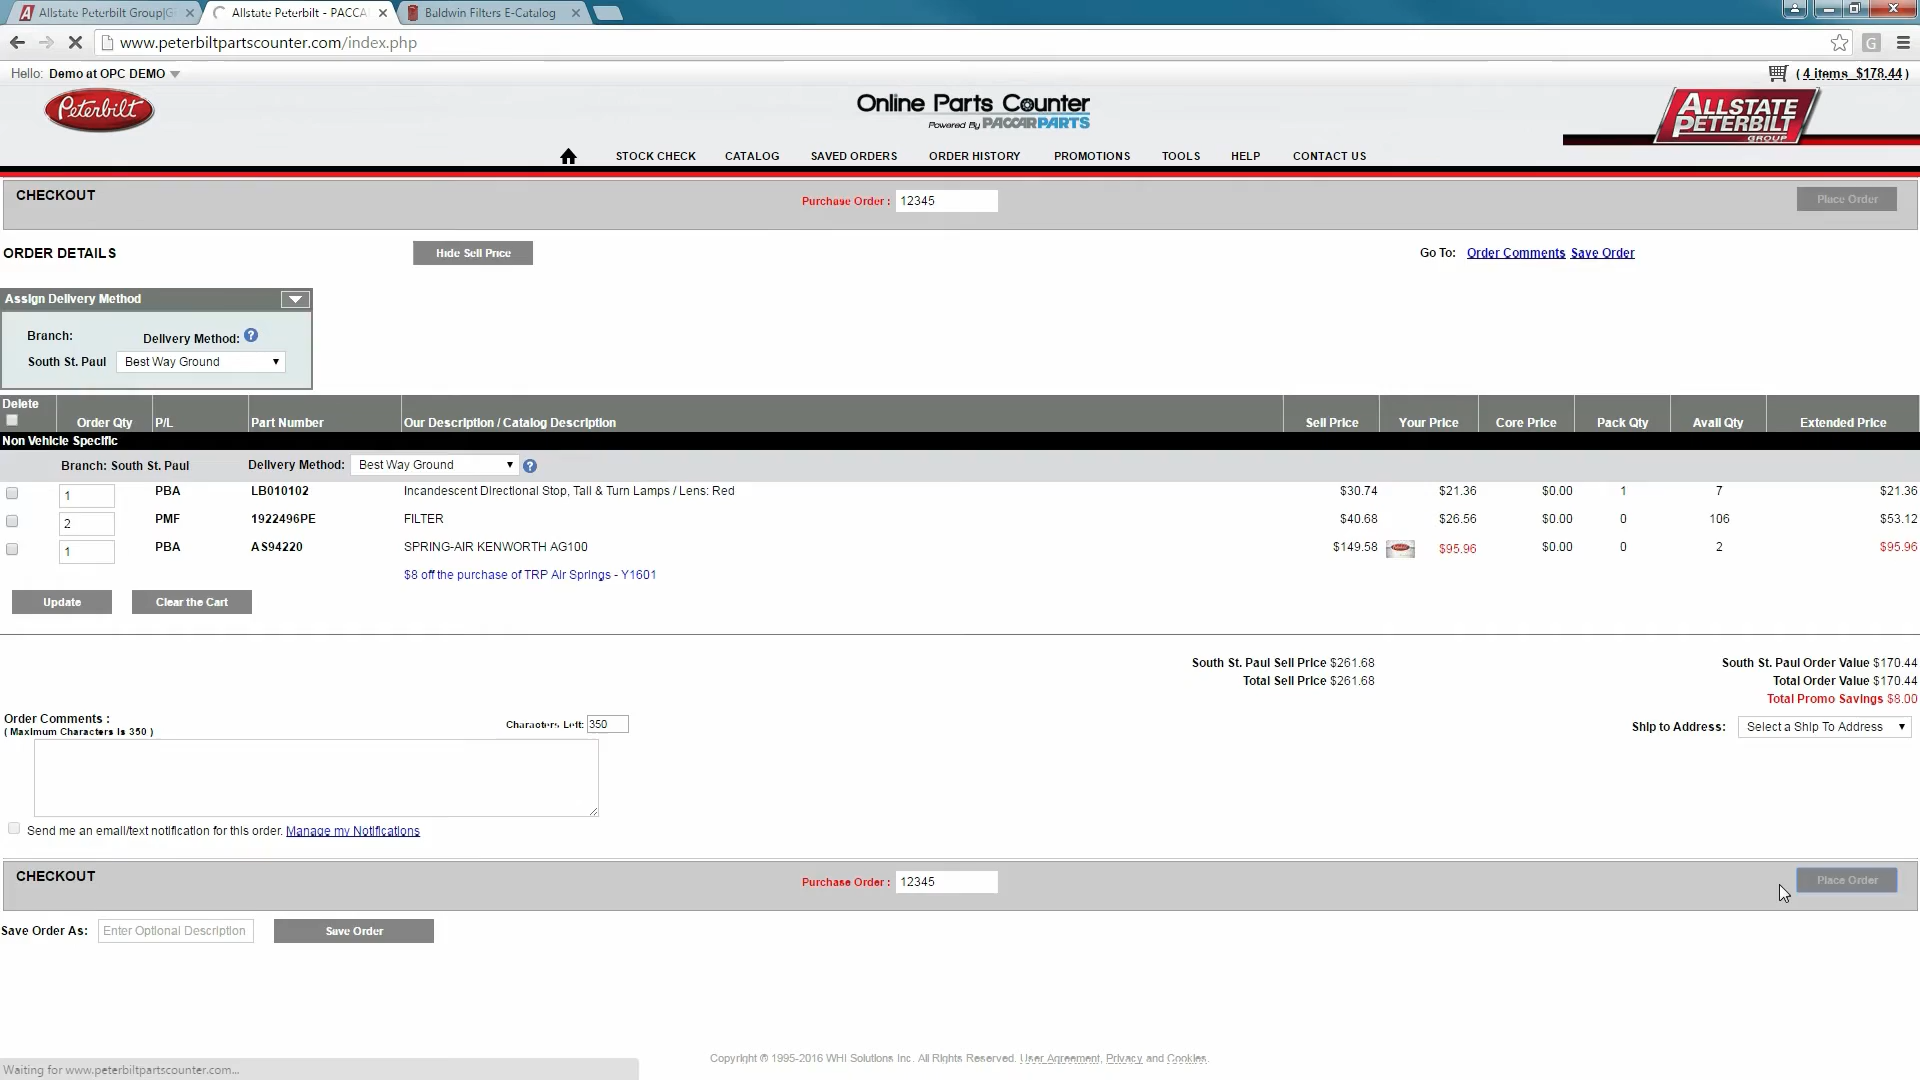 Allstate Peterbilt Group|G
Allstate Peterbilt - PACCA
Baldwin Filters E-Catalog
www.peterbiltpartscounter.com/index.php
Hello: Demo at OPC DEMO
( 4 items $178.44 )
Peterbilt
Online Parts Counter
Powered By PACCARPARTS
ALLSTATE
PETERBILT
GROUP
STOCK CHECK CATALOG SAVED ORDERS ORDER HISTORY PROMOTIONS TOOLS HELP CONTACT US
CHECKOUT Purchase Order : 12345 Place Order
ORDER DETAILS Hide Sell Price Go To: Order Comments Save Order
Assign Delivery Method
Branch: Delivery Method: ?
South St. Paul Best Way Ground
Delete
Order Qty P/L Part Number Our Description / Catalog Description Sell Price Your Price Core Price Pack Qty Avail Qty Extended Price
Non Vehicle Specific
Branch: South St. Paul Delivery Method: Best Way Ground ?
1 PBA LB010102 Incandescent Directional Stop, Tail & Turn Lamps / Lens: Red $30.74 $21.36 $0.00 1 7 $21.36
2 PMF 1922496PE FILTER $40.68 $26.56 $0.00 0 106 $53.12
1 PBA AS94220 SPRING-AIR KENWORTH AG100 $149.58 $95.96 $0.00 0 2 $95.96
$8 off the purchase of TRP Air Springs - Y1601
Update Clear the Cart
South St. Paul Sell Price $261.68 South St. Paul Order Value $170.44
Total Sell Price $261.68 Total Order Value $170.44
Total Promo Savings $8.00
Order Comments : Characters Left: 350 Ship to Address: Select a Ship To Address
( Maximum Characters is 350 )
Send me an email/text notification for this order. Manage my Notifications
CHECKOUT Purchase Order : 12345 Place Order
Save Order As: Enter Optional Description Save Order
Copyright © 1995-2016 WHI Solutions Inc. All Rights Reserved. User Agreement, Privacy and Cookies.
Waiting for www.peterbiltpartscounter.com...